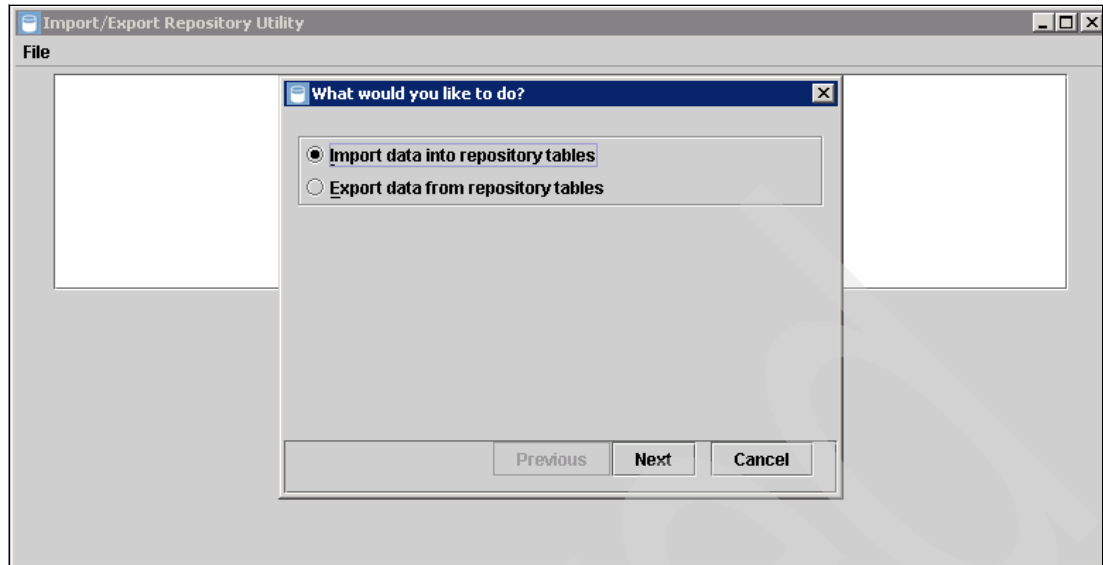 Import/Export Repository Utility
File
What would you like to do?
Import data into repository tables
Export data from repository tables
Previous Next Cancel